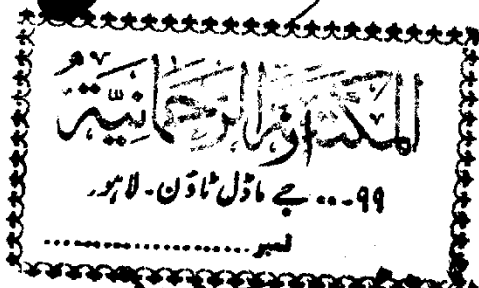 المكتبة الرحمانية
٩٩ - ... جے ماڈل ٹاؤن - لاہور
نمبر ......................